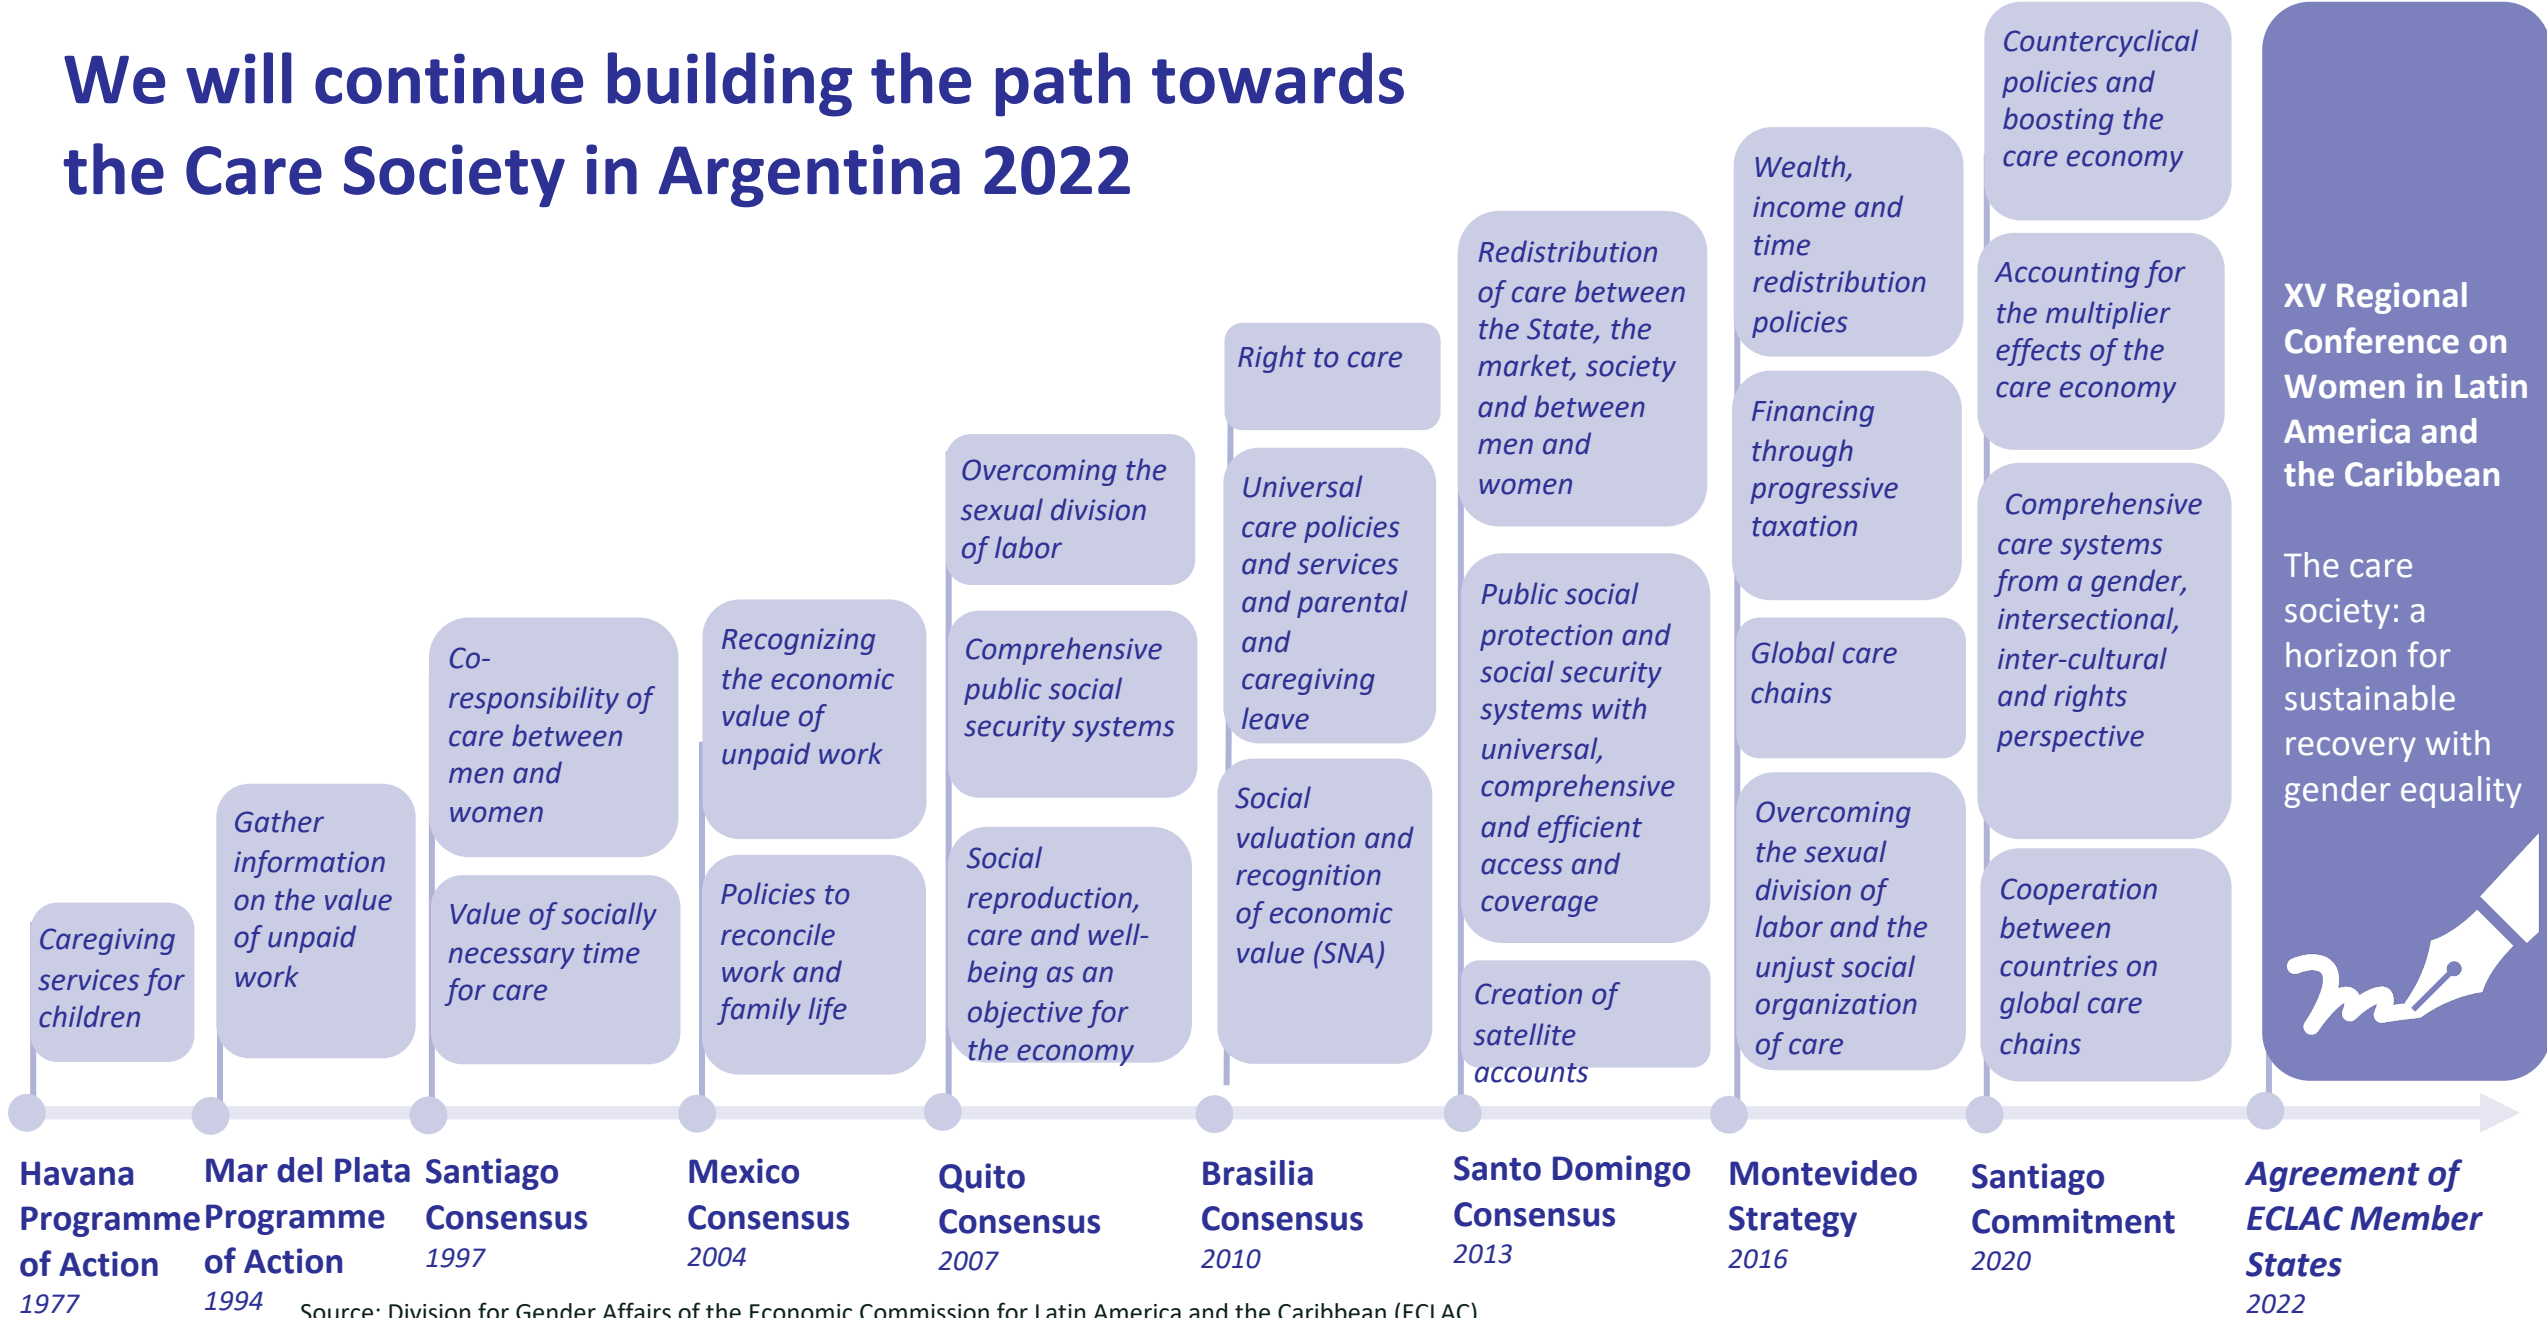 We will continue building the path towards
the Care Society in Argentina 2022
Caregiving
services for
children
Gather
information
on the value
of unpaid
work
Co-
responsibility of
care between
men and
women
Value of socially
necessary time
for care
Recognizing
the economic
value of
unpaid work
Policies to
reconcile
work and
family life
Overcoming the
sexual division
of labor
Comprehensive
public social
security systems
Social
reproduction,
care and well-
being as an
objective for
the economy
Right to care
Universal
care policies
and services
and parental
and
caregiving
leave
Social
valuation and
recognition
of economic
value (SNA)
Redistribution
of care between
the State, the
market, society
and between
men and
women
Public social
protection and
social security
systems with
universal,
comprehensive
and efficient
access and
coverage
Creation of
satellite
accounts
Wealth,
income and
time
redistribution
policies
Financing
through
progressive
taxation
Global care
chains
Overcoming
the sexual
division of
labor and the
unjust social
organization
of care
Countercyclical
policies and
boosting the
care economy
Accounting for
the multiplier
effects of the
care economy
Comprehensive
care systems
from a gender,
intersectional,
inter-cultural
and rights
perspective
Cooperation
between
countries on
global care
chains
XV Regional
Conference on
Women in Latin
America and
the Caribbean
The care
society: a
horizon for
sustainable
recovery with
gender equality
Havana
Programme
of Action
1977
Mar del Plata
Programme
of Action
1994
Santiago
Consensus
1997
Mexico
Consensus
2004
Quito
Consensus
2007
Brasilia
Consensus
2010
Santo Domingo
Consensus
2013
Montevideo
Strategy
2016
Santiago
Commitment
2020
Agreement of
ECLAC Member
States
2022
Source: Division for Gender Affairs of the Economic Commission for Latin America and the Caribbean (ECLAC)